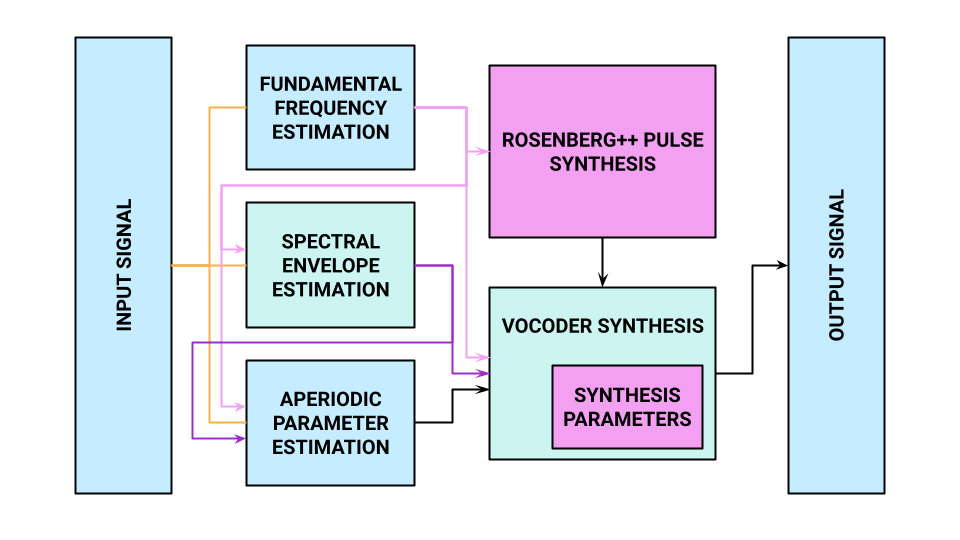 INPUT SIGNAL
FUNDAMENTAL
FREQUENCY
ESTIMATION
SPECTRAL
ENVELOPE
ESTIMATION
APERIODIC
PARAMETER
ESTIMATION
ROSENBERG++ PULSE
SYNTHESIS
VOCODER SYNTHESIS
SYNTHESIS
PARAMETERS
OUTPUT SIGNAL